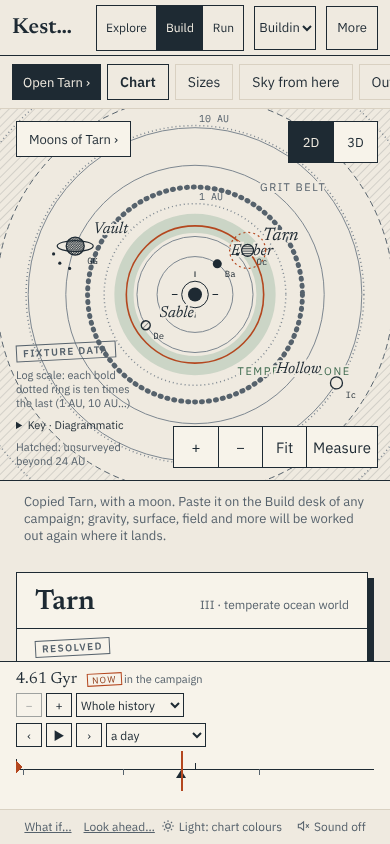 Kest...
Explore
Build
Run
Buildin
More
Open Tarn ›
Chart
Sizes
Sky from here
10 AU
Moons of Tarn ›
2D
3D
GRIT BELT
1 AU
Vault
Tarn
Ember
Oc
Ba
Sable
De
FIXTURE DATA
Log scale: each bold
dotted ring is ten times
the last (1 AU, 10 AU…)
Hollow
Ic
Key · Diagrammatic
Hatched: unsurveyed
beyond 24 AU
+
−
Fit
Measure
Copied Tarn, with a moon. Paste it on the Build desk of any
campaign; gravity, surface, field and more will be worked
out again where it lands.
Tarn
III · temperate ocean world
RESOLVED
4.61 Gyr
NOW
in the campaign
−
+
Whole history
‹
›
a day
What if…
Look ahead…
Light: chart colours
Sound off